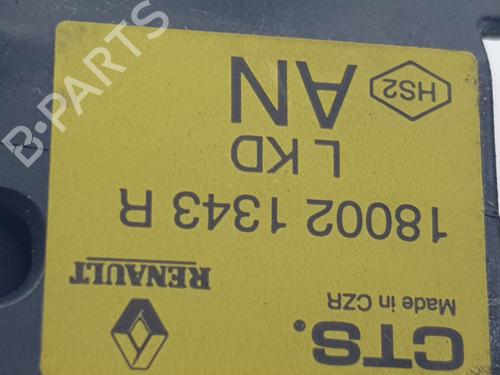 CTS.
Made in CZR
RENAULT
18002 1343 R
L KD
AN
HS2
B-PARTS